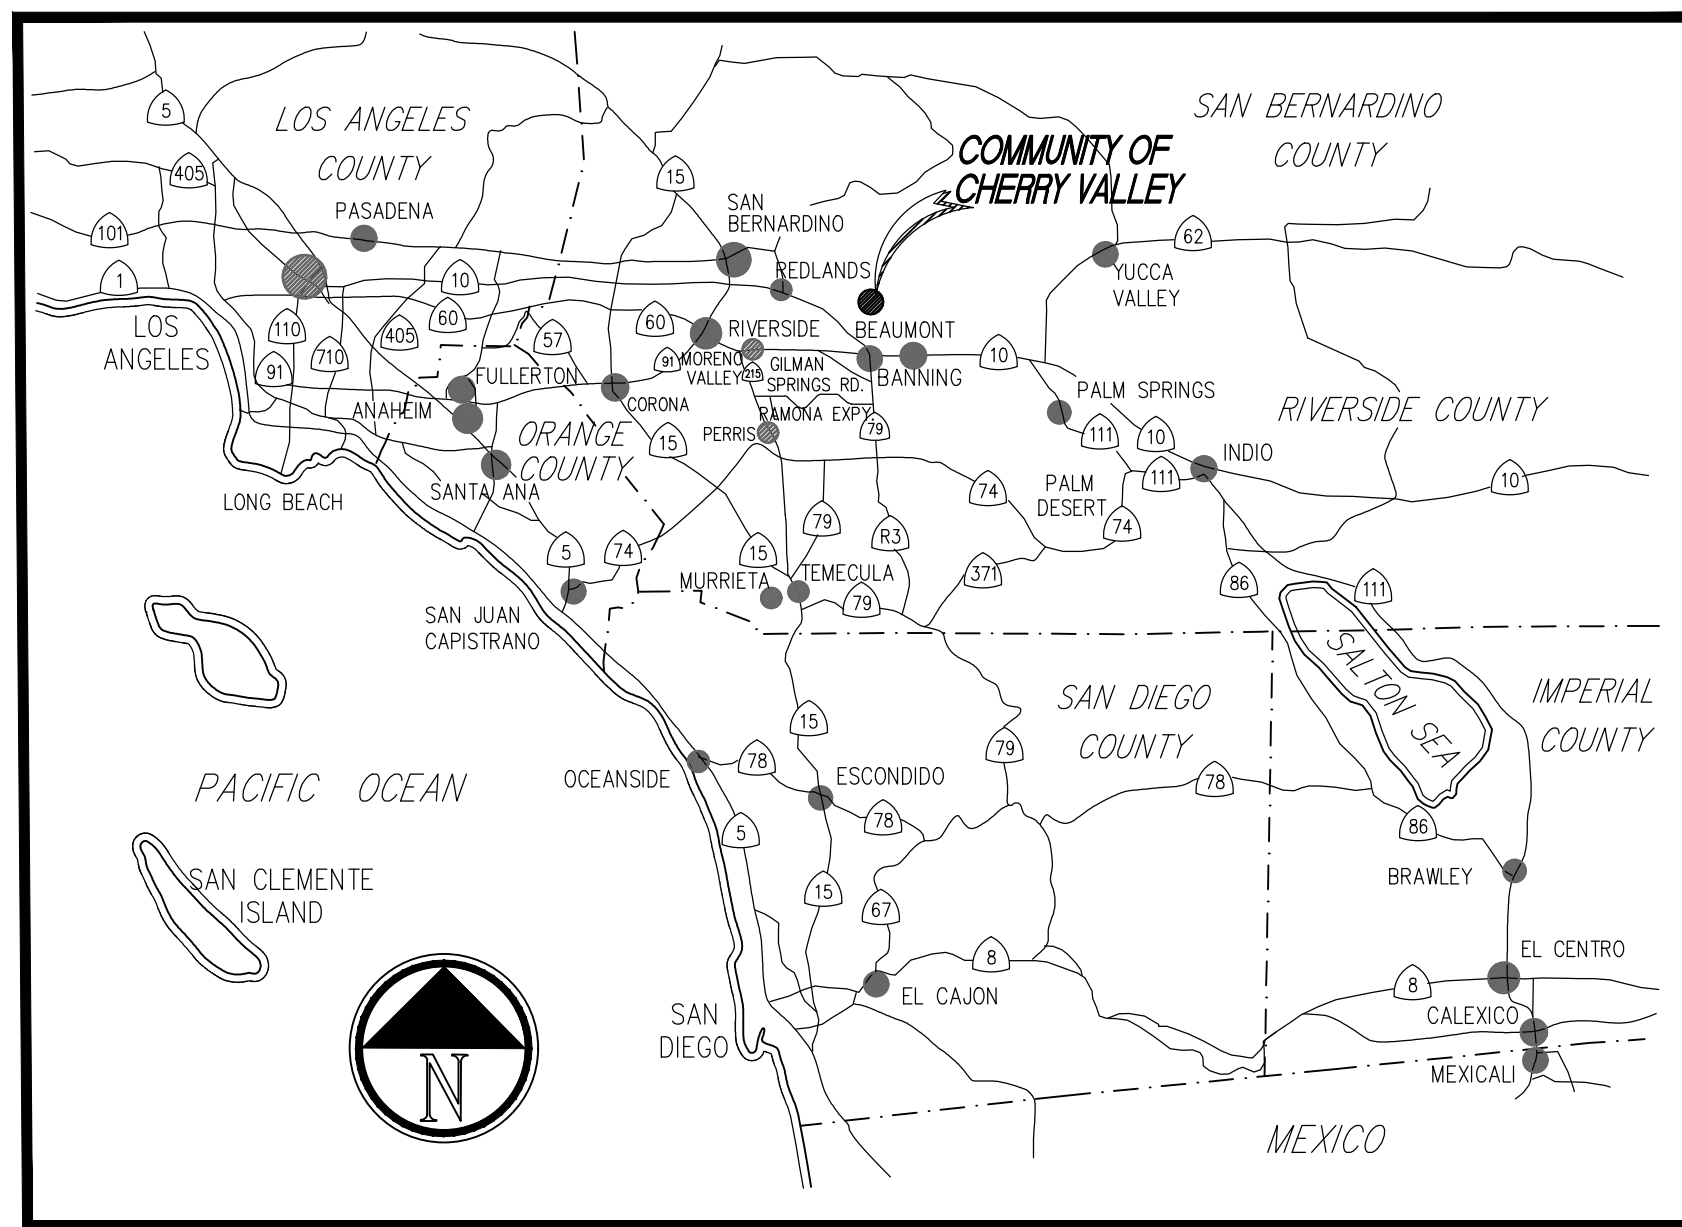 LOS ANGELES
COUNTY
SAN BERNARDINO
COUNTY
COMMUNITY OF
CHERRY VALLEY
5
405
15
PASADENA
SAN
BERNARDINO
101
62
1
10
REDLANDS
YUCCA
VALLEY
LOS
ANGELES
110
405
60
57
60
RIVERSIDE
BEAUMONT
10
91
710
FULLERTON
91
MORENO
VALLEY
215
GILMAN
SPRINGS RD.
BANNING
PALM SPRINGS
ANAHEIM
CORONA
RAMONA EXPY
RIVERSIDE COUNTY
ORANGE
COUNTY
15
PERRIS
79
111
10
INDIO
LONG BEACH
SANTA ANA
74
PALM
DESERT
111
10
5
74
15
79
R3
74
MURRIETA
TEMECULA
371
86
111
SAN JUAN
CAPISTRANO
79
SALTON SEA
SAN DIEGO
COUNTY
IMPERIAL
COUNTY
15
79
PACIFIC OCEAN
OCEANSIDE
78
ESCONDIDO
78
5
78
86
SAN CLEMENTE
ISLAND
15
67
BRAWLEY
8
EL CENTRO
EL CAJON
8
SAN
DIEGO
CALEXICO
N
MEXICALI
MEXICO